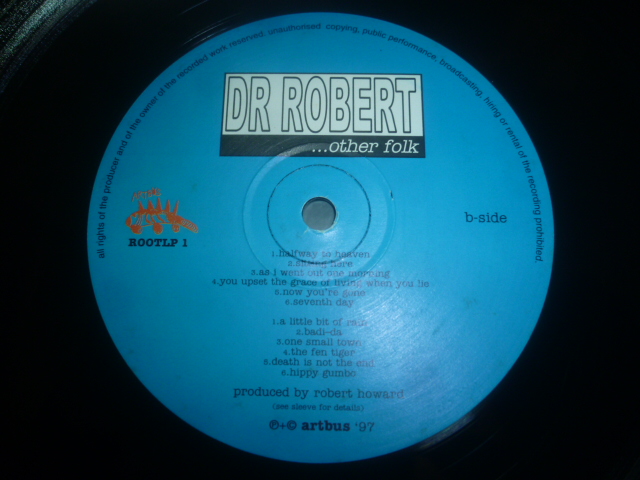 all rights of the producer and of the owner of the recorded work reserved. unauthorised copying, public performance, broadcasting, hiring or rental of the recording prohibited.
DR ROBERT
...other folk
ROOTLP 1
b-side
1.halfway to heaven
2.sitting here
3.as i went out one morning
4.you upset the grace of living when you lie
5.now you're gone
6.seventh day
1.a little bit of rain
2.badi-da
3.one small town
4.the fen tiger
5.death is not the end
6.hippy gumbo
produced by robert howard
(see sleeve for details)
℗+© artbus '97